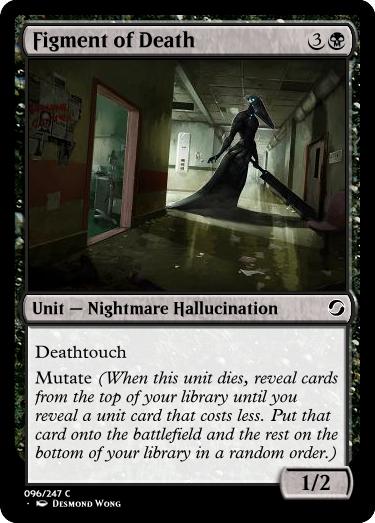 Figment of Death 3
Unit — Nightmare Hallucination
Deathtouch
Mutate (When this unit dies, reveal cards
from the top of your library until you
reveal a unit card that costs less. Put that
card onto the battlefield and the rest on the
bottom of your library in a random order.)
1/2
096/247 C
· Desmond Wong